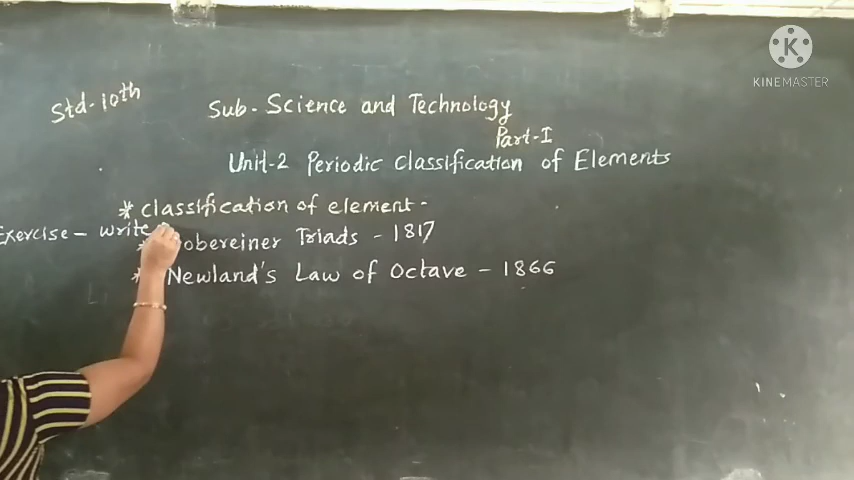 K
KINEMASTER
Std-10th
Sub- Science and Technology
Part-I
Unit-2 Periodic Classification of Elements
* Classification of element -
Exercise - write
* Dobereiner Triads - 1817
* Newland's Law of Octave - 1866